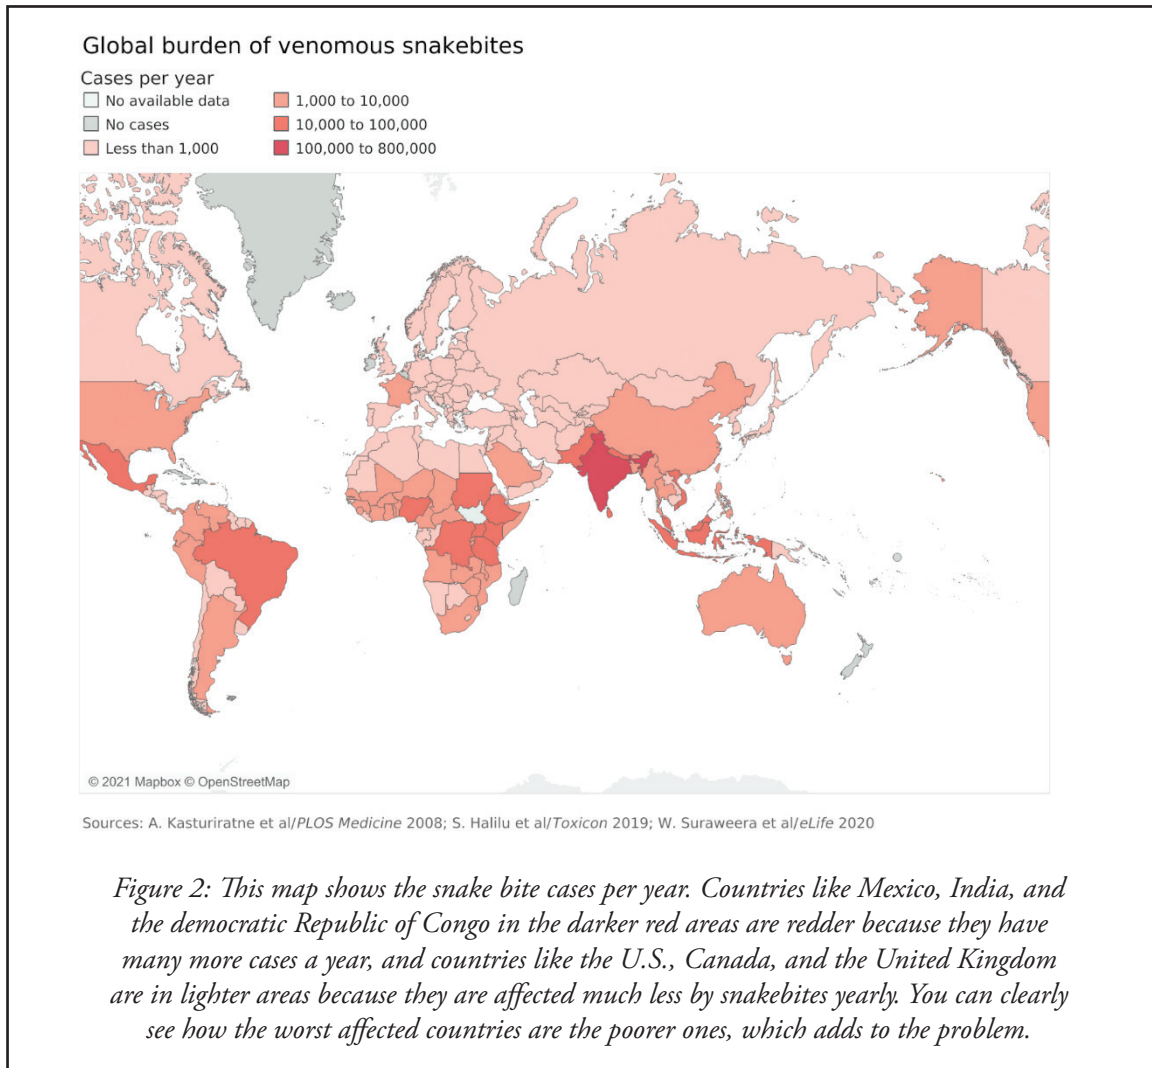 Global burden of venomous snakebites
Cases per year
No available data
No cases
Less than 1,000
1,000 to 10,000
10,000 to 100,000
100,000 to 800,000
© 2021 Mapbox © OpenStreetMap
Sources: A. Kasturiratne et al/PLOS Medicine 2008; S. Halilu et al/Toxicon 2019; W. Suraweera et al/eLife 2020
Figure 2: This map shows the snake bite cases per year. Countries like Mexico, India, and
the democratic Republic of Congo in the darker red areas are redder because they have
many more cases a year, and countries like the U.S., Canada, and the United Kingdom
are in lighter areas because they are affected much less by snakebites yearly. You can clearly
see how the worst affected countries are the poorer ones, which adds to the problem.